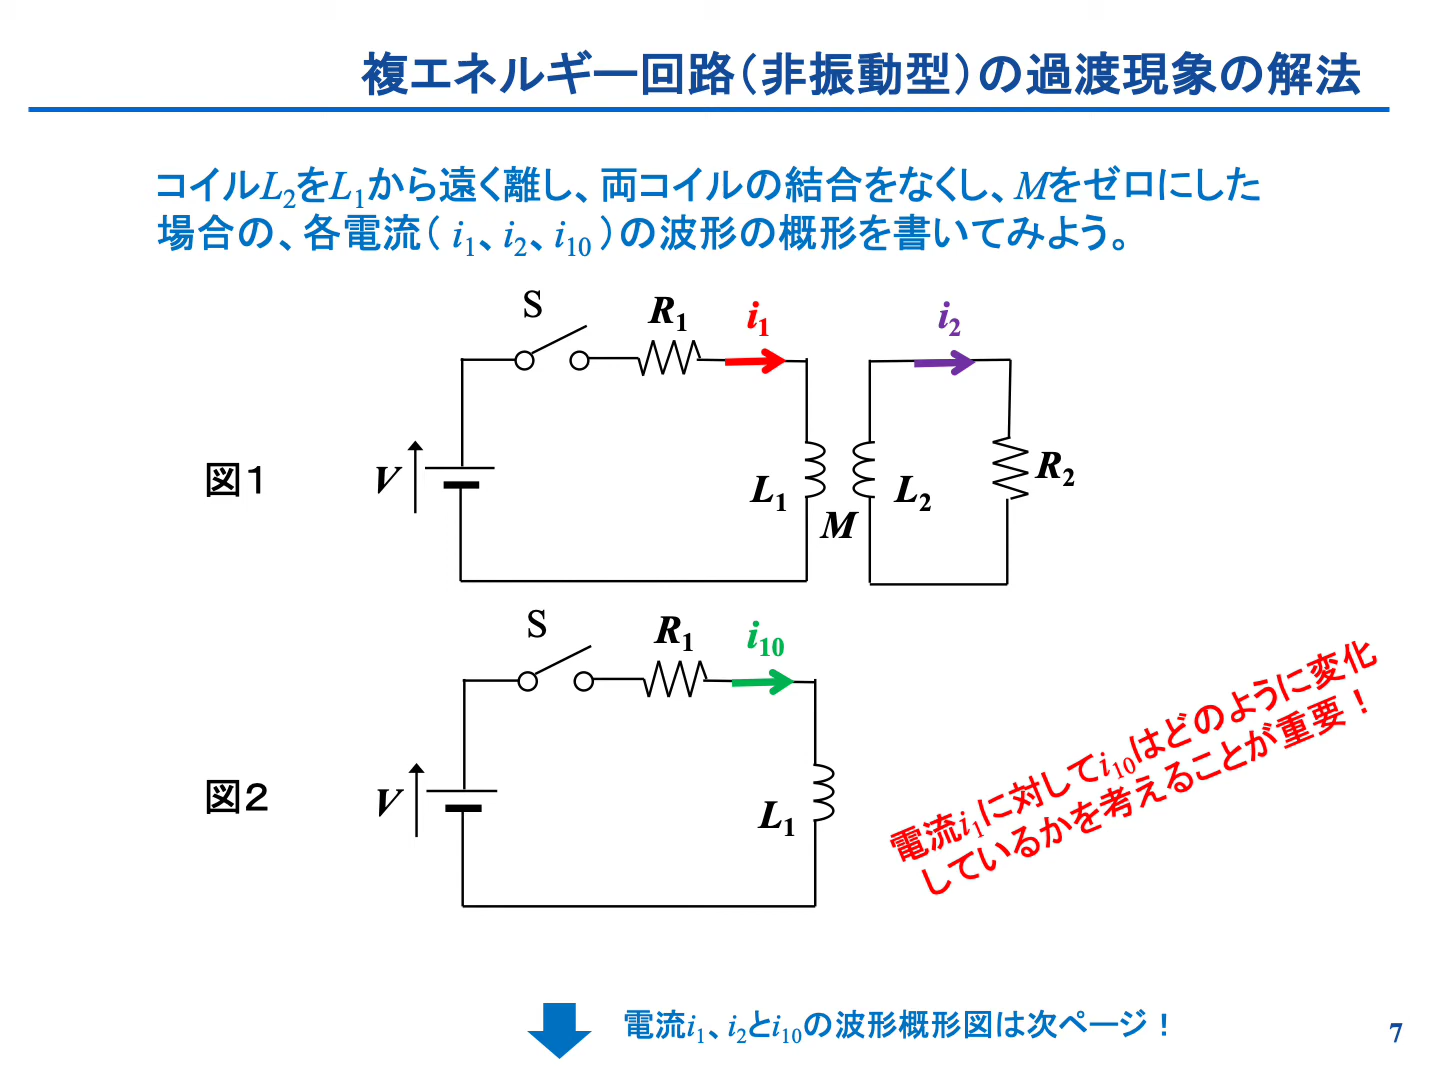 複エネルギー回路（非振動型）の過渡現象の解法
コイルL2をL1から遠く離し、両コイルの結合をなくし、Mをゼロにした
場合の、各電流（ i1、i2、i10 ）の波形の概形を書いてみよう。
S
R1
i1
i2
図１
V
L1
M
L2
R2
S
R1
i10
図２
V
L1
電流i1に対してi10はどのように変化
しているかを考えることが重要！
電流i1、i2とi10の波形概形図は次ページ！
7